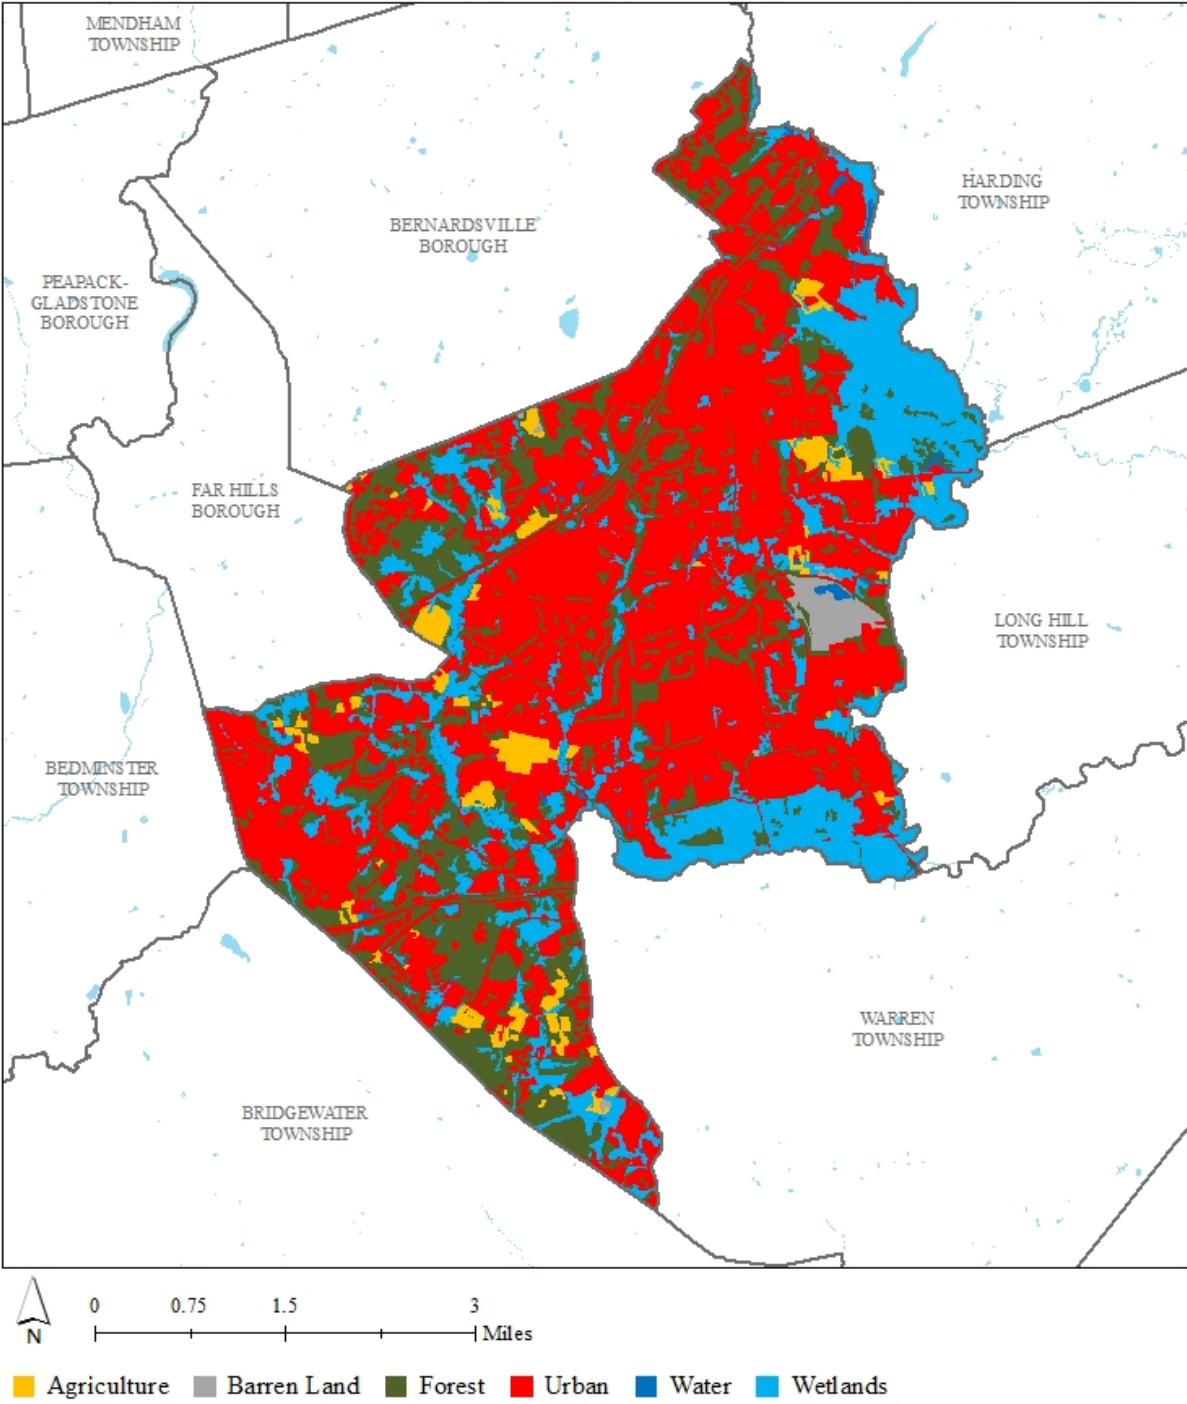 MENDHAM
TOWNSHIP
HARDING
TOWNSHIP
BERNARDSVILLE
BOROUGH
PEAPACK-
GLADSTONE
BOROUGH
FAR HILLS
BOROUGH
LONG HILL
TOWNSHIP
BEDMINSTER
TOWNSHIP
WARREN
TOWNSHIP
BRIDGEWATER
TOWNSHIP
N
0 0.75 1.5 3
Miles
Agriculture Barren Land Forest Urban Water Wetlands